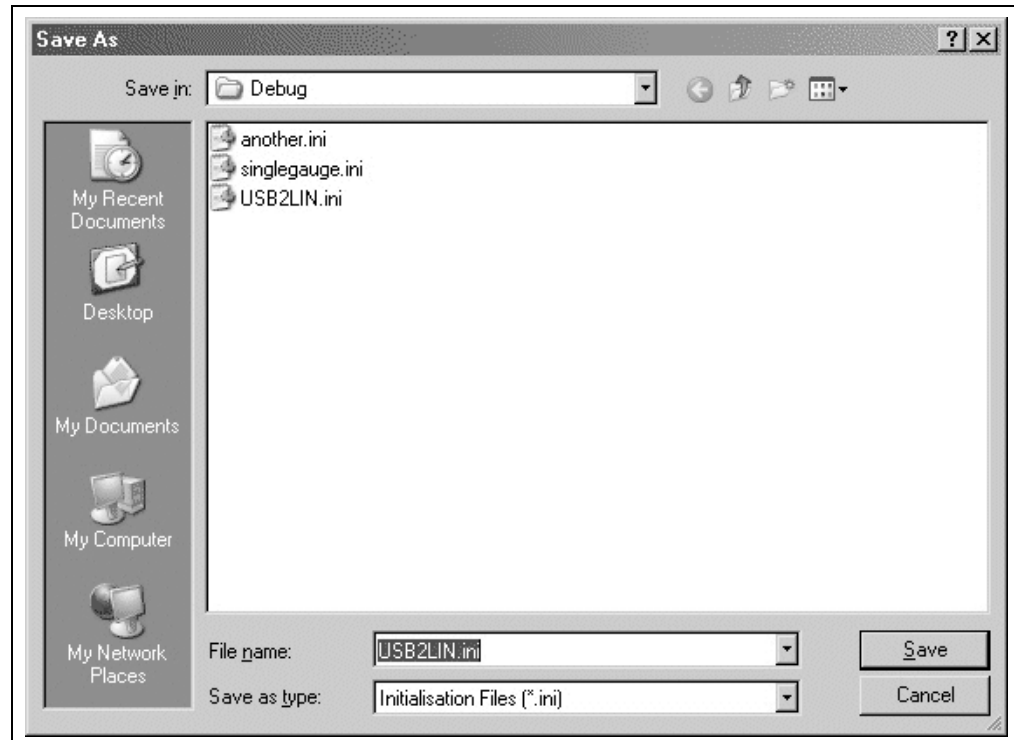 Save As
Save in:
Debug
another.ini
singlegauge.ini
USB2LIN.ini
My Recent
Documents
Desktop
My Documents
My Computer
My Network
Places
File name:
USB2LIN.ini
Save
Save as type:
Initialisation Files (*.ini)
Cancel